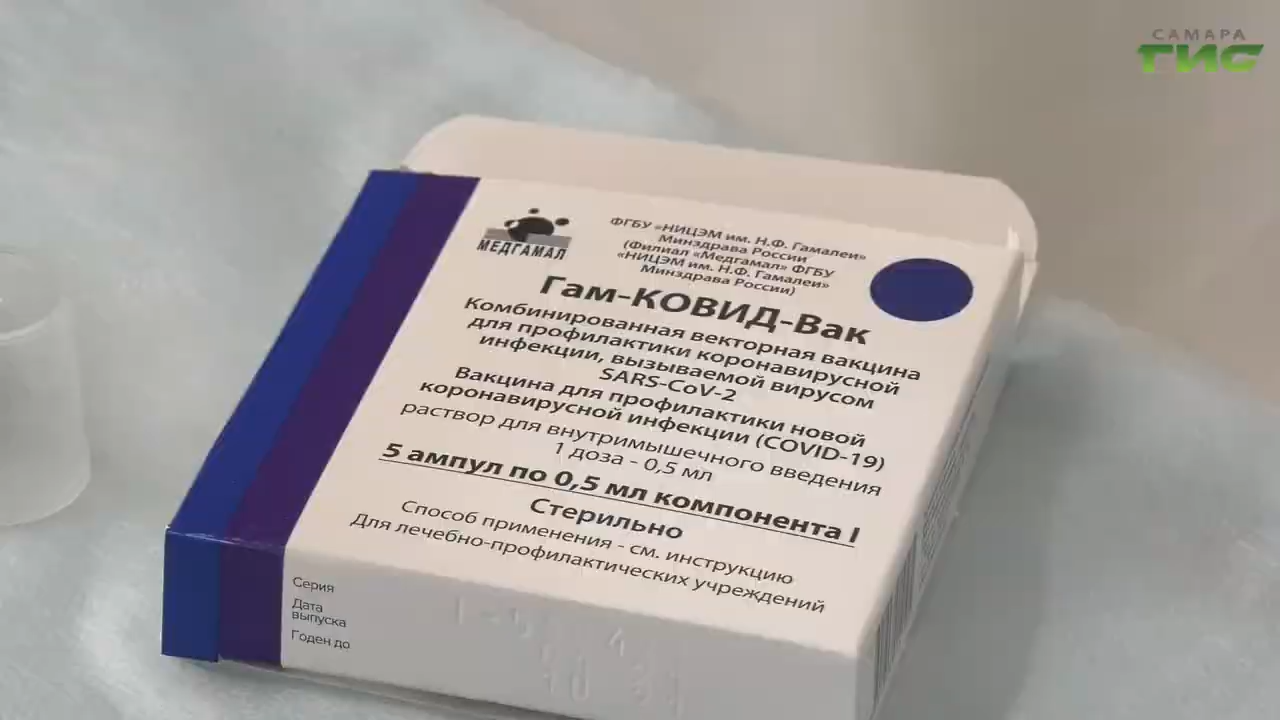 САМАРА
ГИС
МЕДГАМАЛ
ФГБУ «НИЦЭМ им. Н.Ф. Гамалеи»
Минздрава России
(Филиал «Медгамал» ФГБУ
«НИЦЭМ им. Н.Ф. Гамалеи»
Минздрава России)
Гам-КОВИД-Вак
Комбинированная векторная вакцина
для профилактики коронавирусной
инфекции, вызываемой вирусом
SARS-CoV-2
Вакцина для профилактики новой
коронавирусной инфекции (COVID-19)
раствор для внутримышечного введения
1 доза - 0,5 мл
5 ампул по 0,5 мл компонента I
Стерильно
Способ применения - см. инструкцию
Для лечебно-профилактических учреждений
Серия
Дата
выпуска
Годен до